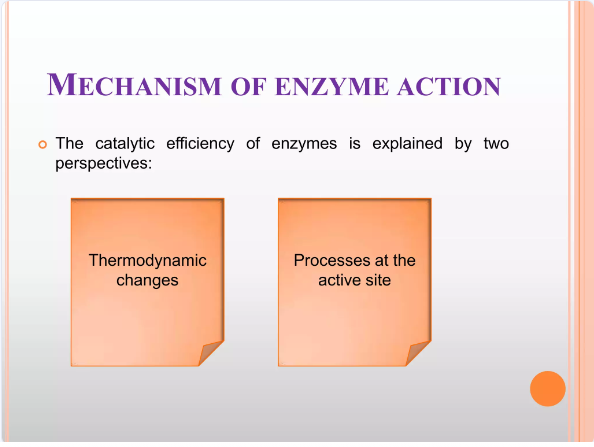 MECHANISM OF ENZYME ACTION
The catalytic efficiency of enzymes is explained by two
perspectives:
Thermodynamic
changes
Processes at the
active site